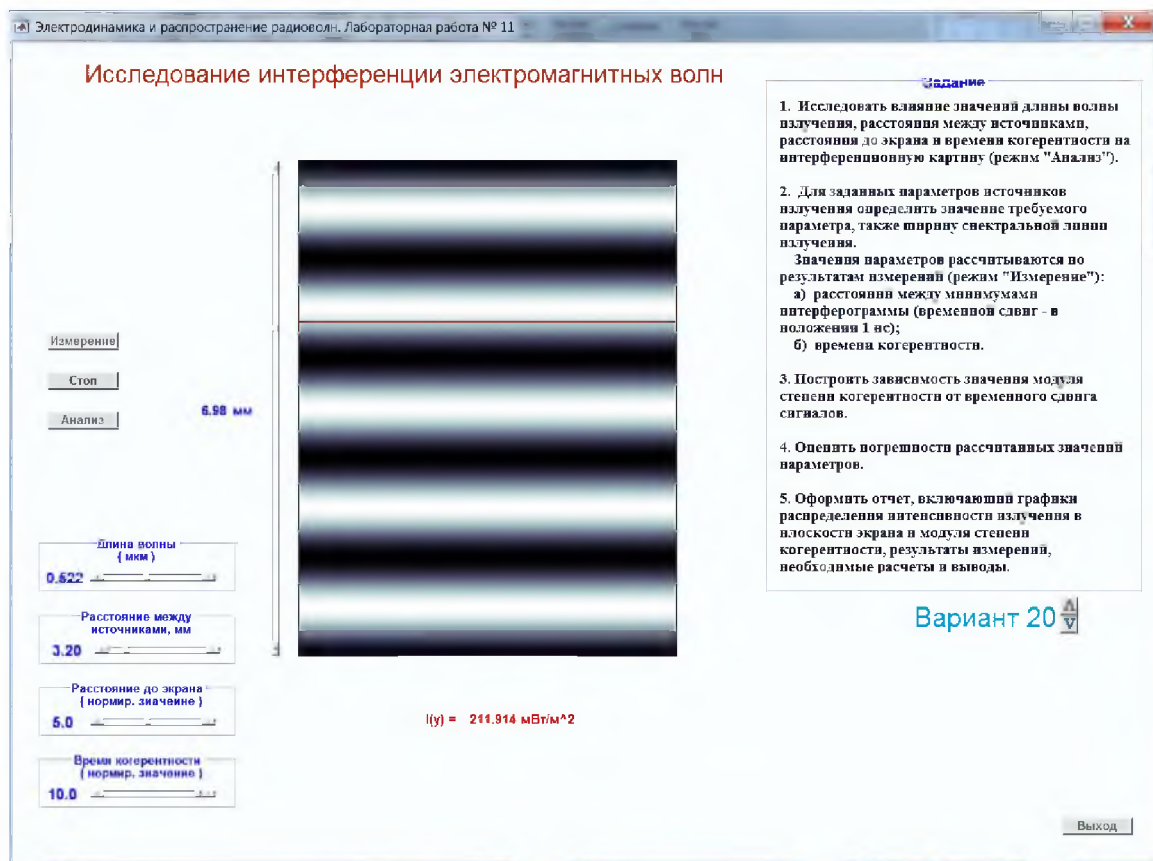 Электродинамика и распространение радиоволн. Лабораторная работа № 11
Исследование интерференции электромагнитных волн
Измерение
Стоп
Анализ
6.98 мм
Длина волны
( мкм )
0.522
Расстояние между
источниками, мм
3.20
Расстояние до экрана
( нормир. значение )
5.0
Время когерентности
( нормир. значение )
10.0
I(y) = 211.914 мВт/м^2
Задание
1. Исследовать влияние значений длины волны
излучения, расстояния между источниками,
расстояния до экрана и времени когерентности на
интерференционную картину (режим "Анализ").
2. Для заданных параметров источников
излучения определить значение требуемого
параметра, также ширину спектральной линии
излучения.
Значения параметров рассчитываются по
результатам измерений (режим "Измерение"):
а) расстояния между минимумами
интерферограммы (временной сдвиг - в
положении 1 нс);
б) времени когерентности.
3. Построить зависимость значения модуля
степени когерентности от временного сдвига
сигналов.
4. Оценить погрешности рассчитанных значений
параметров.
5. Оформить отчет, включающий графики
распределения интенсивности излучения в
плоскости экрана и модуля степени
когерентности, результаты измерений,
необходимые расчеты и выводы.
Вариант 20
Выход